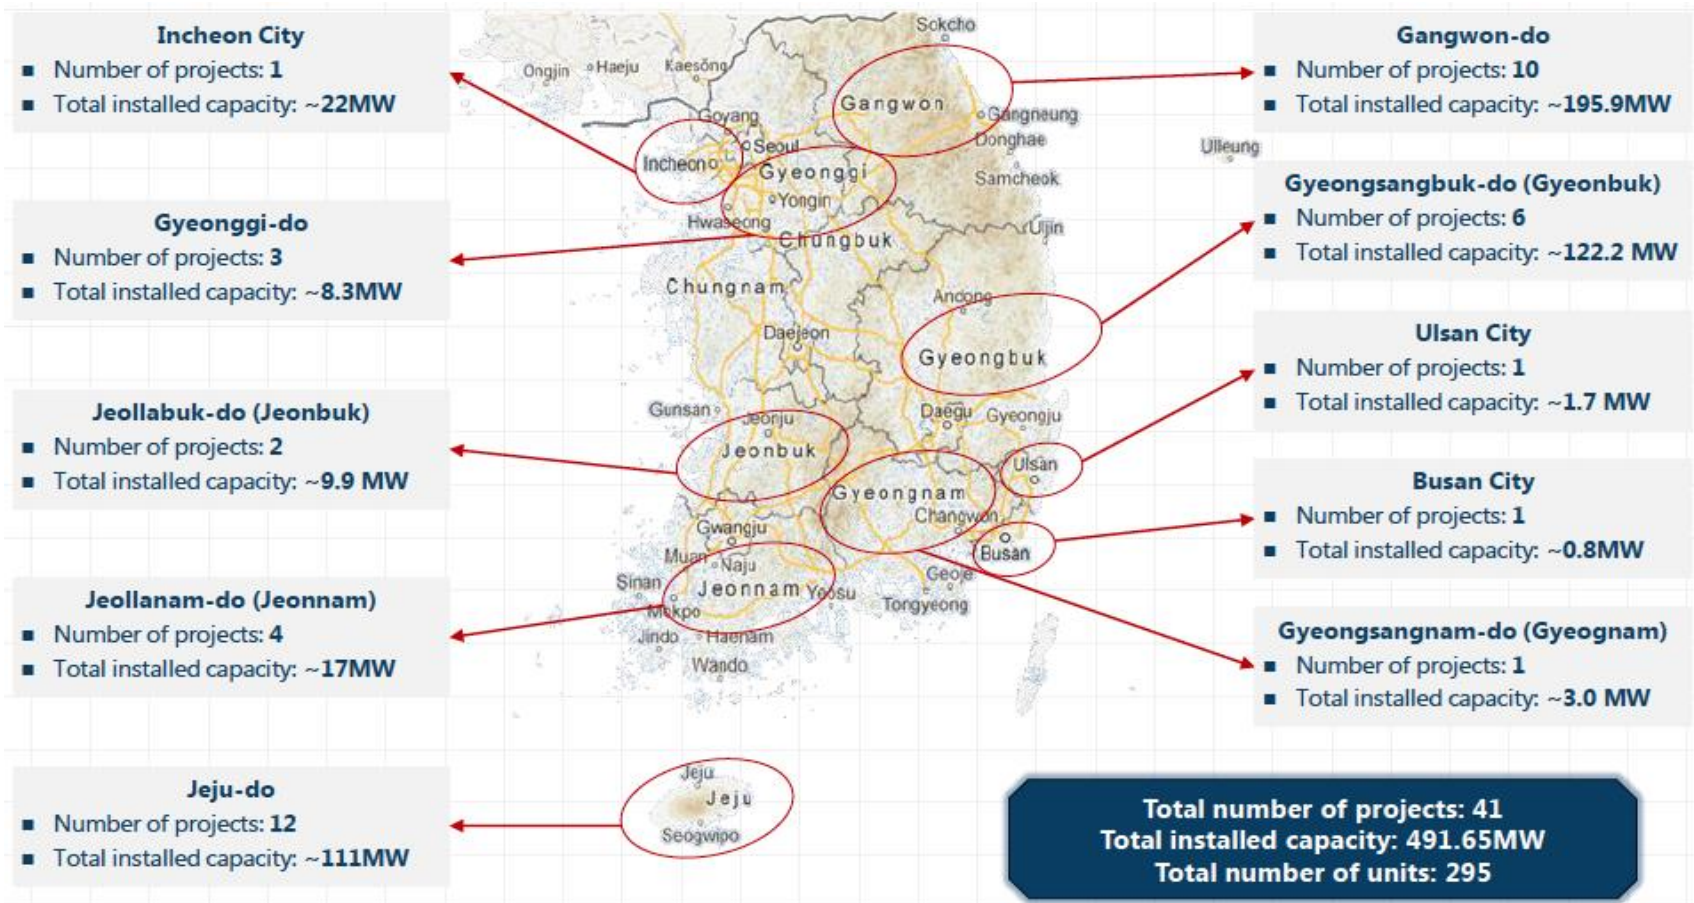 Incheon City
▪ Number of projects: 1
▪ Total installed capacity: ~22MW
Gyeonggi-do
▪ Number of projects: 3
▪ Total installed capacity: ~8.3MW
Jeollabuk-do (Jeonbuk)
▪ Number of projects: 2
▪ Total installed capacity: ~9.9 MW
Jeollanam-do (Jeonnam)
▪ Number of projects: 4
▪ Total installed capacity: ~17MW
Jeju-do
▪ Number of projects: 12
▪ Total installed capacity: ~111MW
Sokcho
Ongjin
Haeju
Kaesŏng
Gangwon
Goyang
Gangneung
Seoul
Donghae
Ulleung
Incheon
Gyeonggi
Samcheok
Yongin
Hwaseong
Uljin
Chungbuk
Chungnam
Andong
Daejeon
Gyeongbuk
Gunsan
Jeonju
Daegu
Gyeongju
Jeonbuk
Ulsan
Gyeongnam
Changwon
Gwangju
Busan
Muan
Naju
Sinan
Jeonnam
Yeosu
Geoje
Tongyeong
Mokpo
Jindo
Haenam
Wando
Jeju
Jeju
Seogwipo
Gangwon-do
▪ Number of projects: 10
▪ Total installed capacity: ~195.9MW
Gyeongsangbuk-do (Gyeonbuk)
▪ Number of projects: 6
▪ Total installed capacity: ~122.2 MW
Ulsan City
▪ Number of projects: 1
▪ Total installed capacity: ~1.7 MW
Busan City
▪ Number of projects: 1
▪ Total installed capacity: ~0.8MW
Gyeongsangnam-do (Gyeognam)
▪ Number of projects: 1
▪ Total installed capacity: ~3.0 MW
Total number of projects: 41
Total installed capacity: 491.65MW
Total number of units: 295